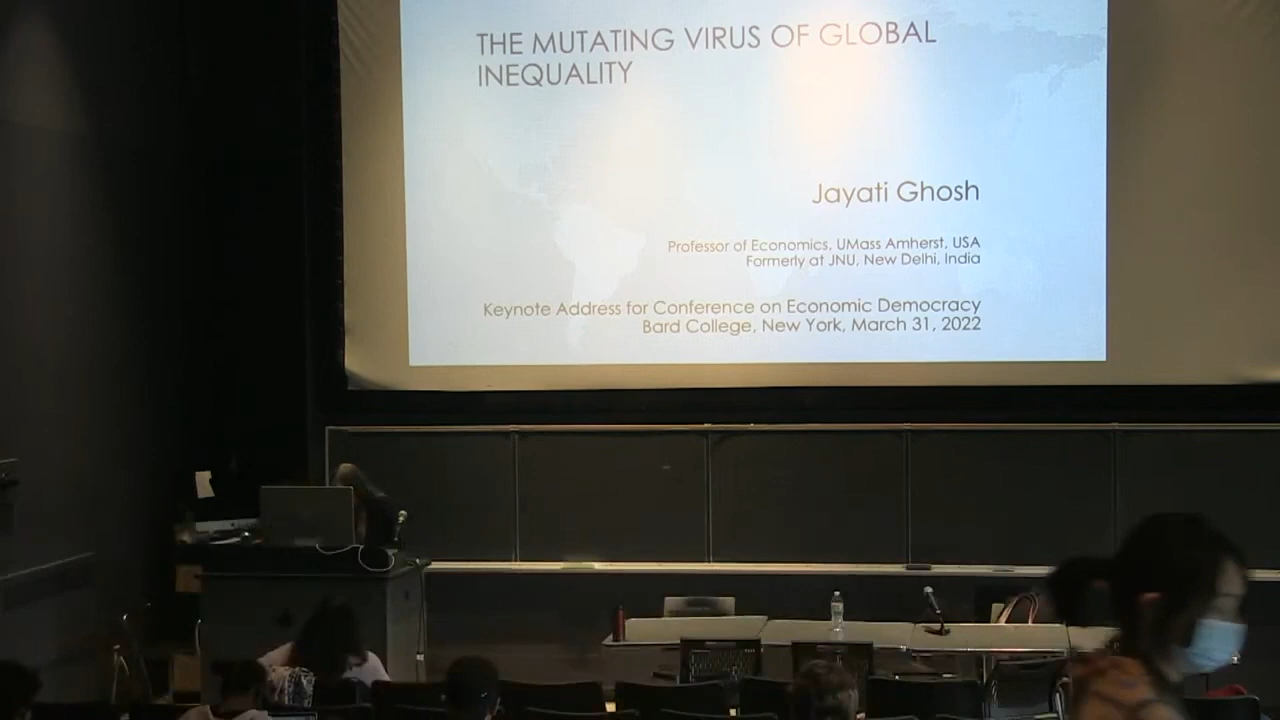 THE MUTATING VIRUS OF GLOBAL
INEQUALITY
Jayati Ghosh
Professor of Economics, UMass Amherst, USA
Formerly at JNU, New Delhi, India
Keynote Address for Conference on Economic Democracy
Bard College, New York, March 31, 2022